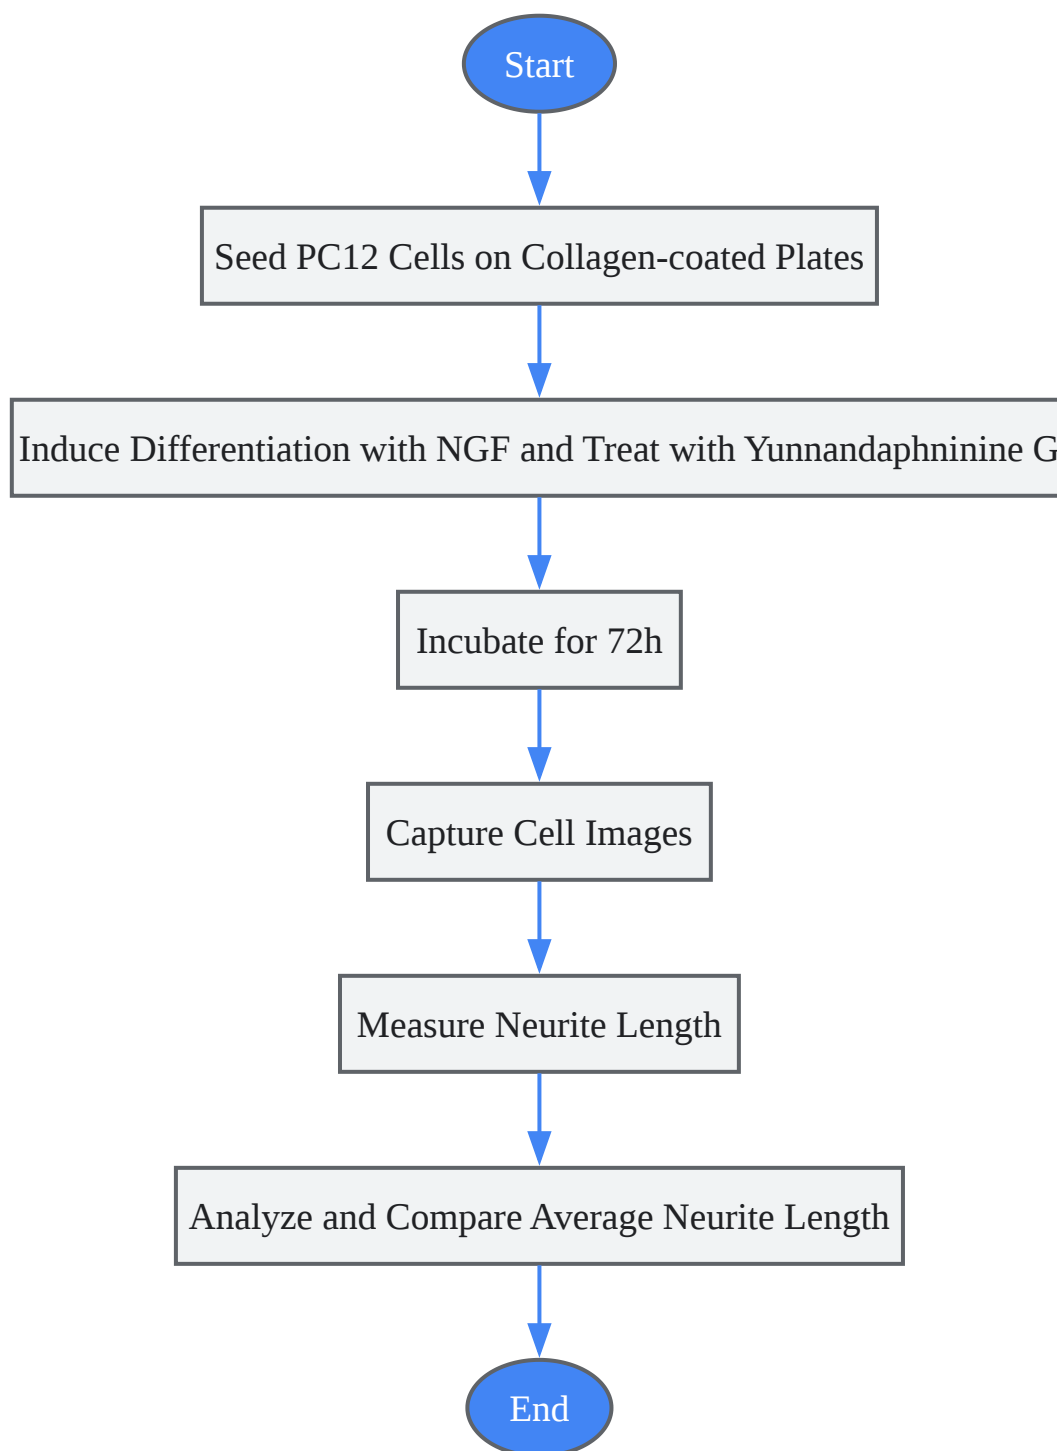 Start
Seed PC12 Cells on Collagen-coated Plates
Induce Differentiation with NGF and Treat with Yunnandaphninine G
Incubate for 72h
Capture Cell Images
Measure Neurite Length
Analyze and Compare Average Neurite Length
End